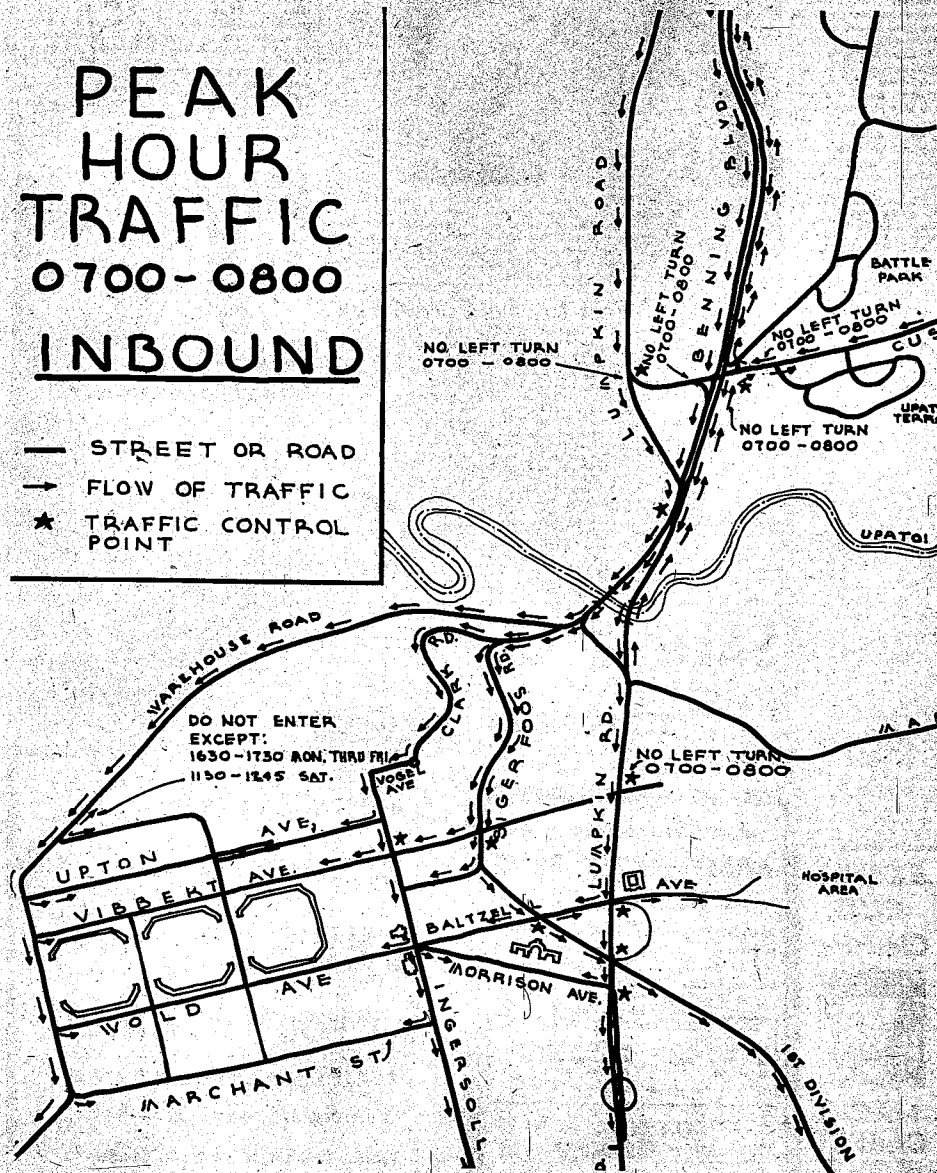 PEAK
HOUR
TRAFFIC
0700-0800
INBOUND
STREET OR ROAD
FLOW OF TRAFFIC
TRAFFIC CONTROL
POINT
LUMPKIN ROAD
BENNING BLVD.
NO LEFT TURN
0700-0800
BATTLE
PARK
NO LEFT TURN
0700-0800
NO LEFT TURN
0700-0800
CUS
UPATO
TERRA
NO LEFT TURN
0700-0800
UPATOI
WAREHOUSE ROAD
CLARK RD.
SIGERFOOS RD.
DO NOT ENTER
EXCEPT:
1630-1730 MON. THRU FRI.
1130-1245 SAT.
VOGEL
AVE
LUMPKIN RD.
NO LEFT TURN
0700-0800
UPTON AVE,
VIBBERT AVE.
BALTZELL AVE
HOSPITAL
AREA
WOLD AVE
MORRISON AVE.
MARCHANT ST
INGERSOLL
1ST DIVISION